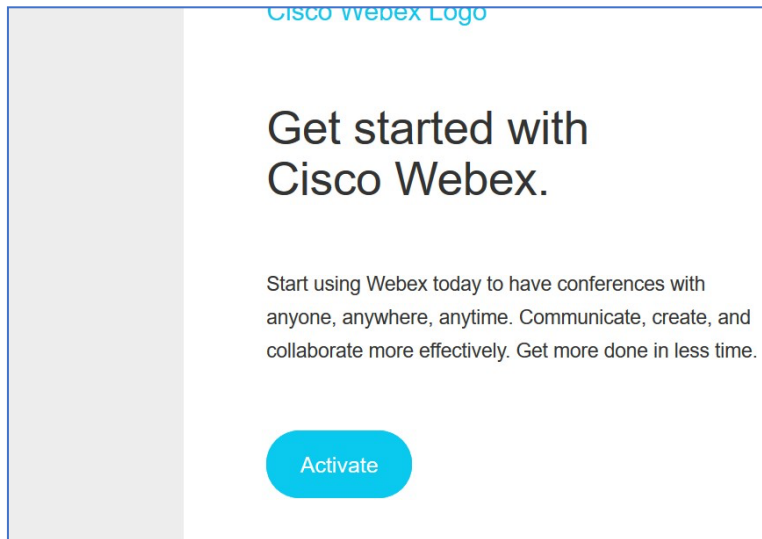 Cisco Webex Logo
Get started with
Cisco Webex.
Start using Webex today to have conferences with
anyone, anywhere, anytime. Communicate, create, and
collaborate more effectively. Get more done in less time.
Activate